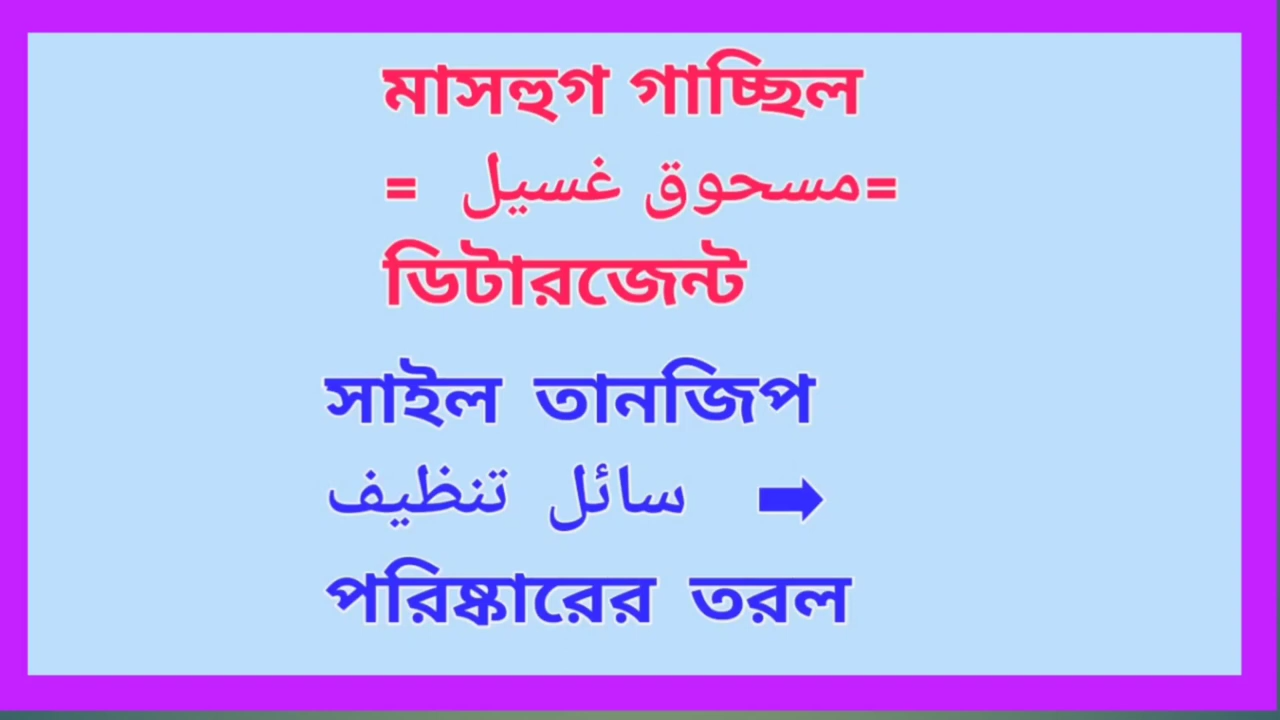 মাসহুগ গাচ্ছিল
=مسحوق غسيل =
ডিটারজেন্ট
সাইল তানজিপ
سائل تنظيف ➡
পরিষ্কারের তরল